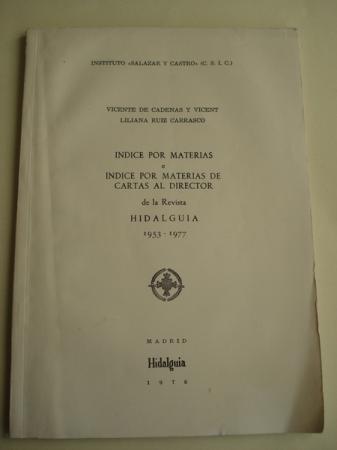 INSTITUTO «SALAZAR Y CASTRO» (C. S. I. C.)
VICENTE DE CADENAS Y VICENT
LILIANA RUIZ CARRASCO
INDICE POR MATERIAS
e
INDICE POR MATERIAS DE
CARTAS AL DIRECTOR
de la Revista
HIDALGUIA
1953 - 1977
MADRID
Hidalguía
1978